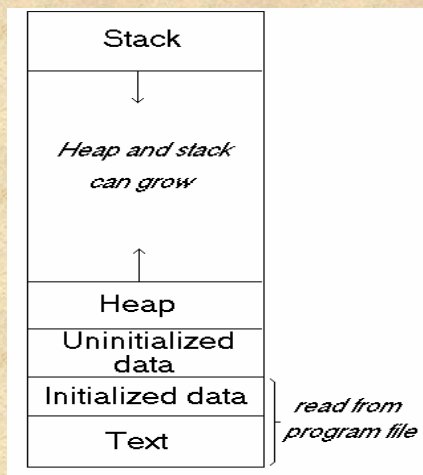 Stack
Heap and stack
can grow
Heap
Uninitialized
data
Initialized data
Text
read from
program file